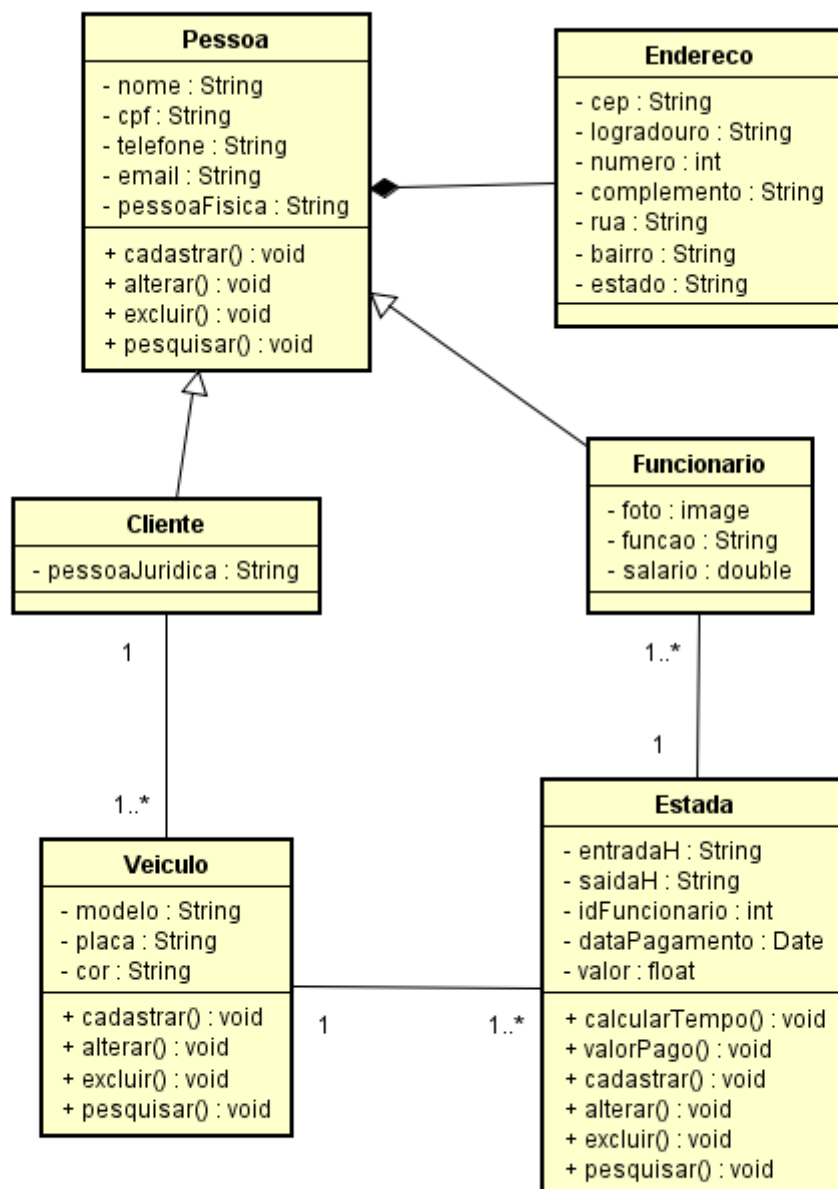 Pessoa
- nome : String
- cpf : String
- telefone : String
- email : String
- pessoaFisica : String
+ cadastrar() : void
+ alterar() : void
+ excluir() : void
+ pesquisar() : void
Endereco
- cep : String
- logradouro : String
- numero : int
- complemento : String
- rua : String
- bairro : String
- estado : String
Funcionario
- foto : image
- funcao : String
- salario : double
Cliente
- pessoaJuridica : String
1
1..*
1..*
1
Veiculo
- modelo : String
- placa : String
- cor : String
+ cadastrar() : void
+ alterar() : void
+ excluir() : void
+ pesquisar() : void
1
1..*
Estada
- entradaH : String
- saidaH : String
- idFuncionario : int
- dataPagamento : Date
- valor : float
+ calcularTempo() : void
+ valorPago() : void
+ cadastrar() : void
+ alterar() : void
+ excluir() : void
+ pesquisar() : void